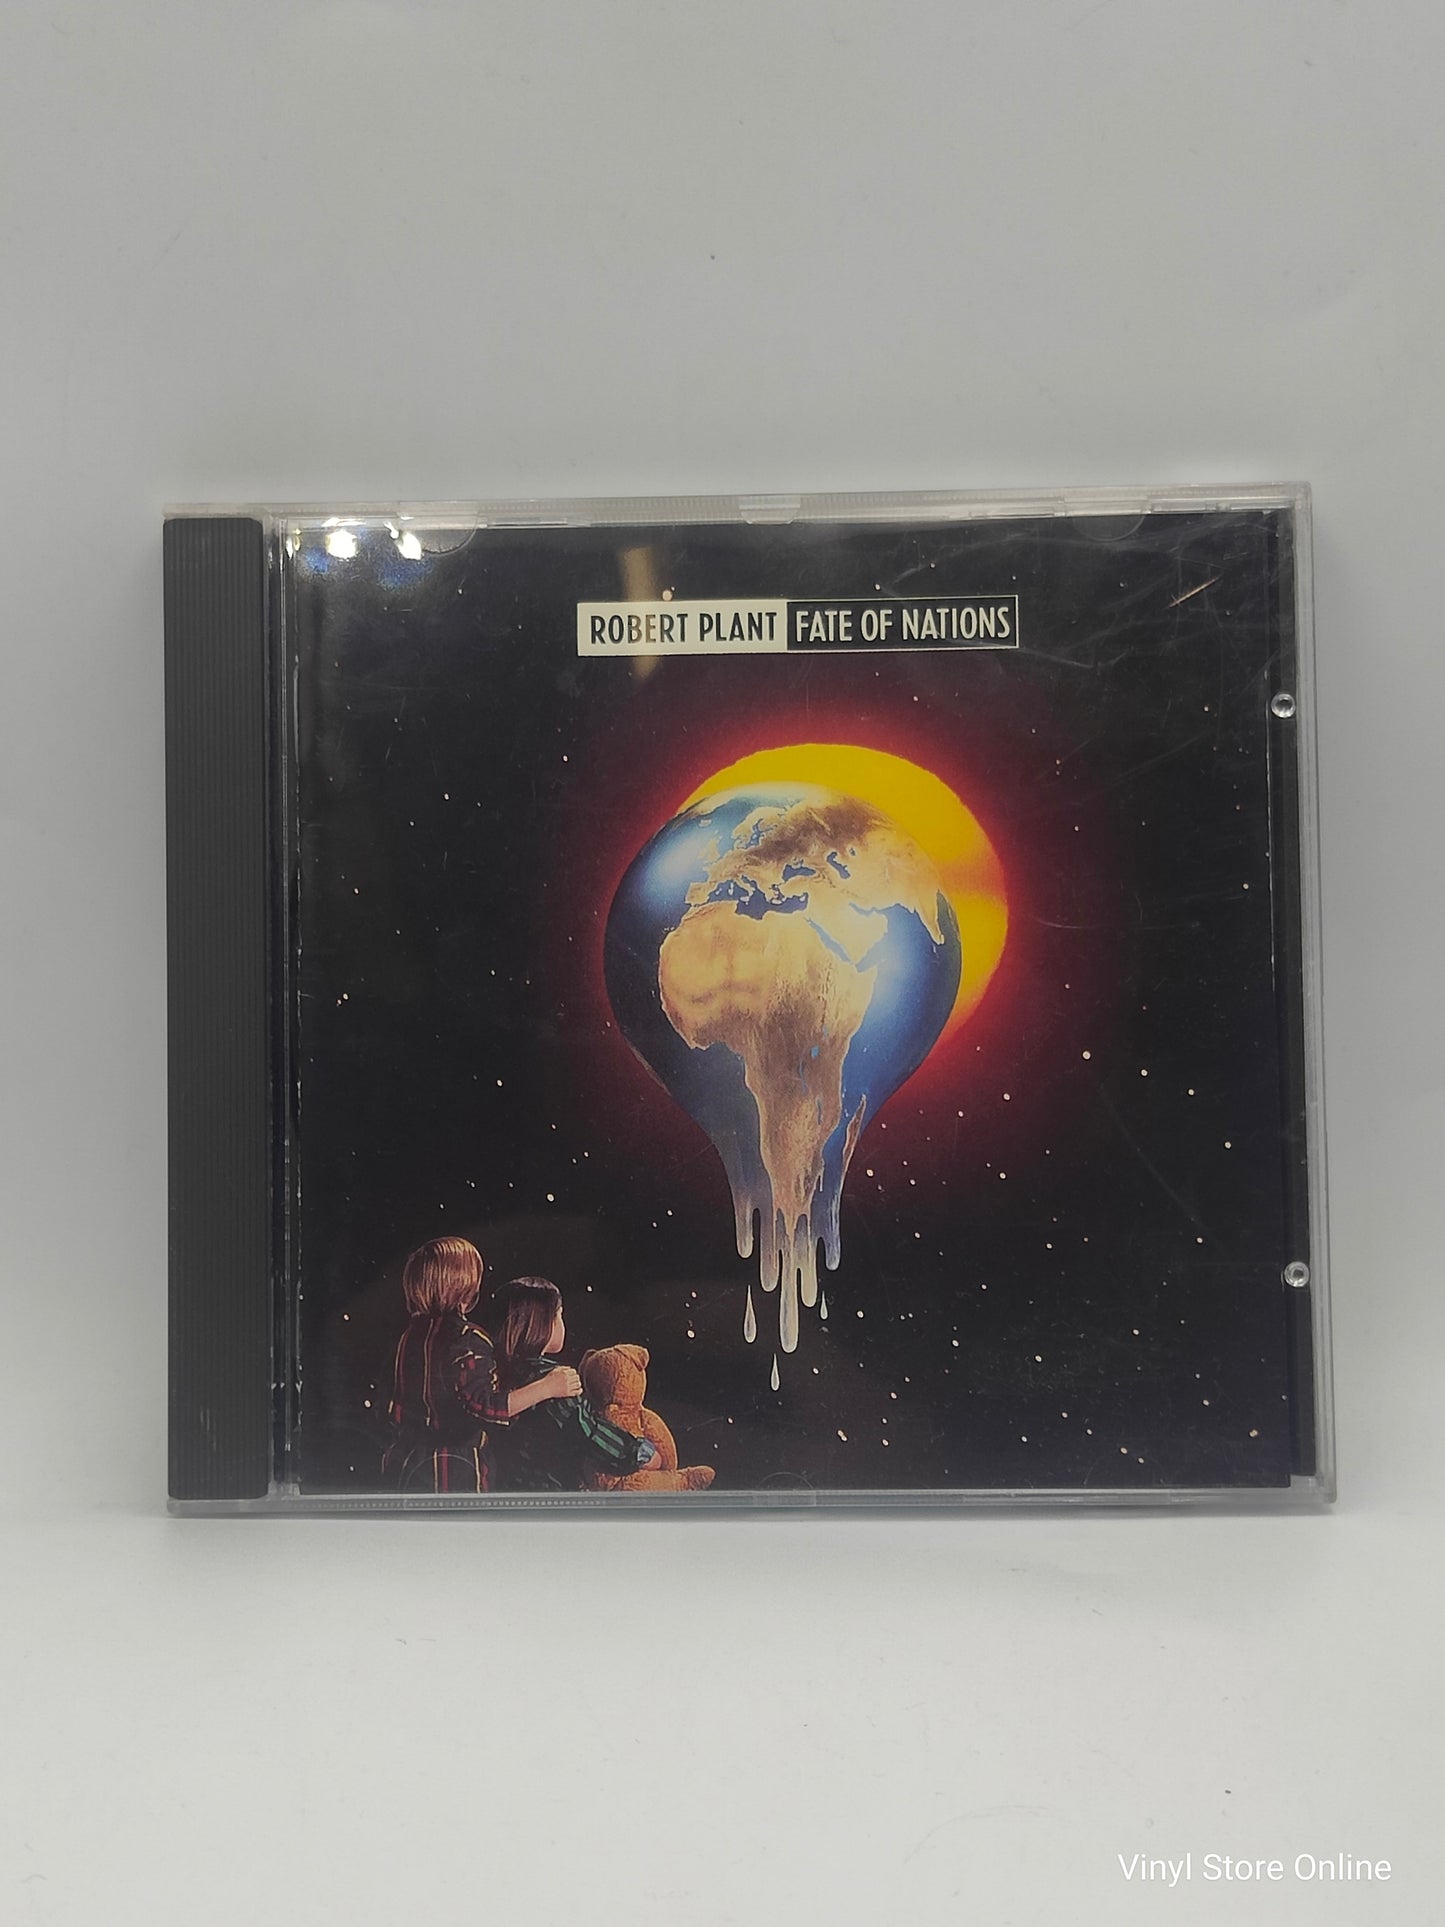 ROBERT PLANT FATE OF NATIONS
Vinyl Store Online